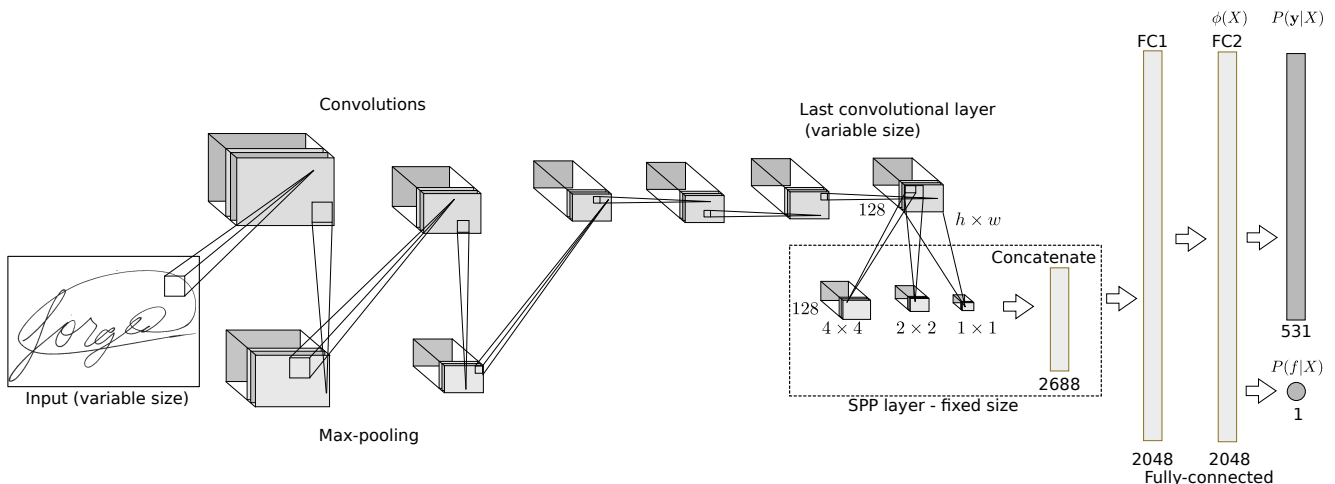 Convolutions
Last convolutional layer
(variable size)
ϕ(X)
P(y|X)
FC1
FC2
128
h × w
Jorge
Input (variable size)
Max-pooling
Concatenate
128
4 × 4
2 × 2
1 × 1
2688
SPP layer - fixed size
531
P(f|X)
1
2048
2048
Fully-connected